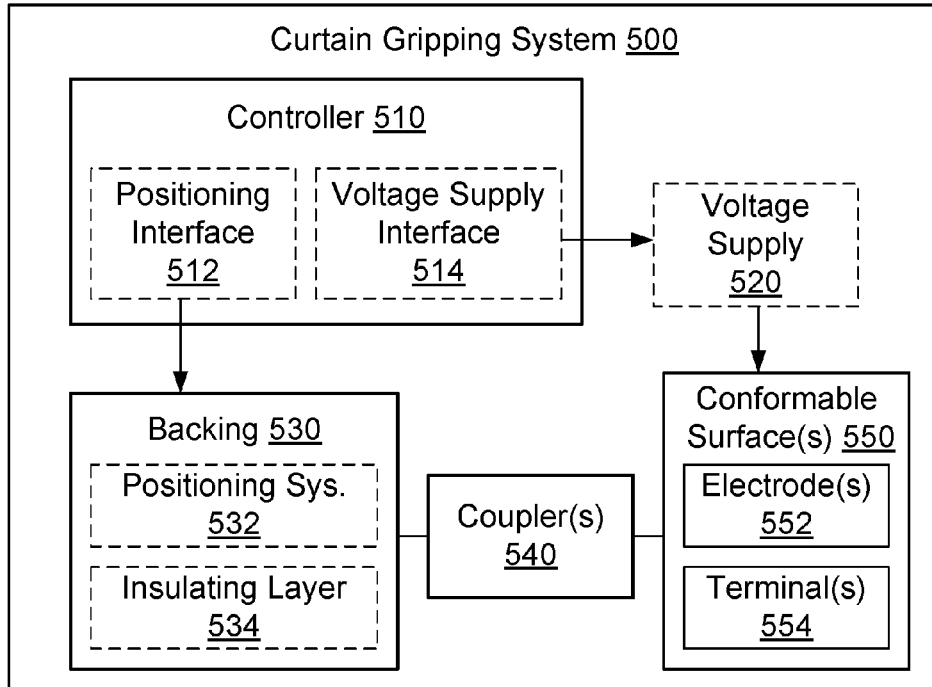 Curtain Gripping System 500
Controller 510
Positioning
Interface
512
Voltage Supply
Interface
514
Voltage
Supply
520
Backing 530
Positioning Sys.
532
Insulating Layer
534
Coupler(s)
540
Conformable
Surface(s) 550
Electrode(s)
552
Terminal(s)
554